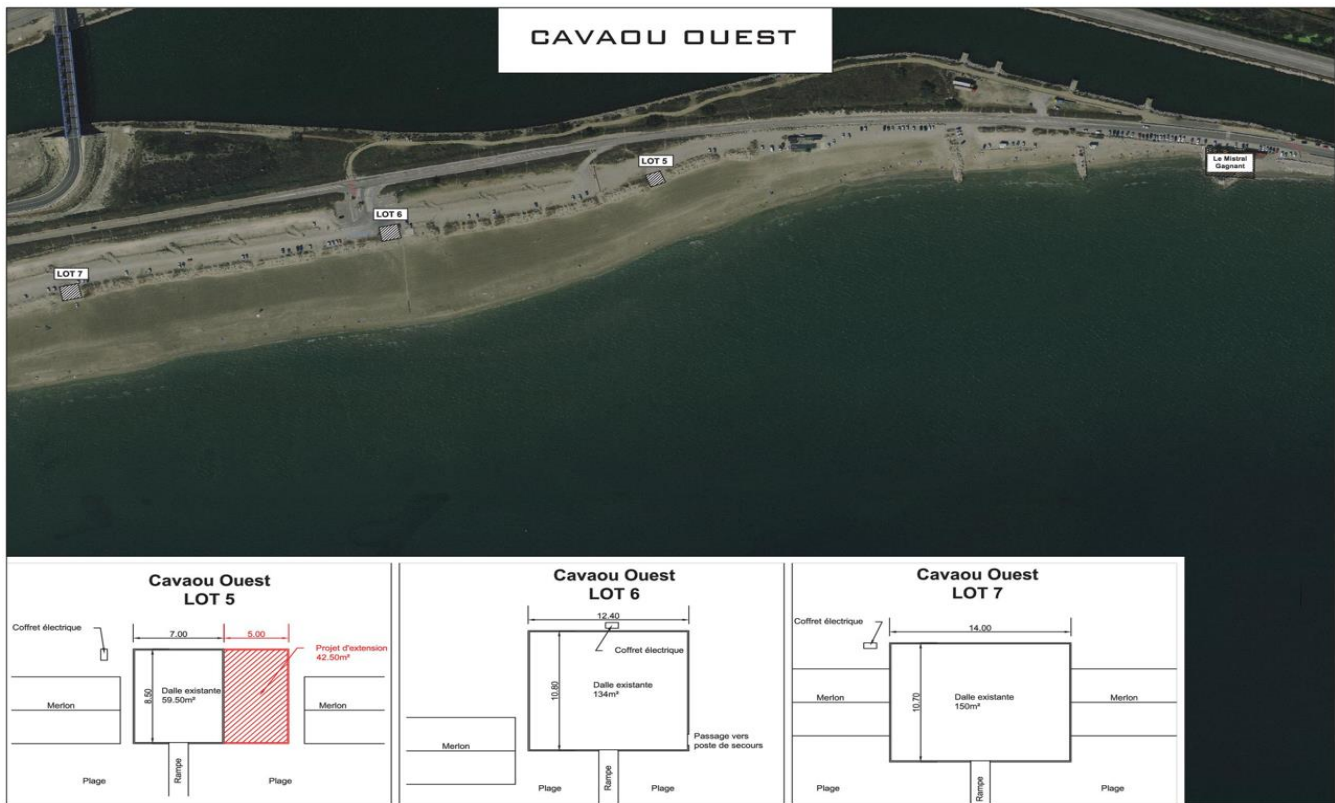 CAVAOU OUEST
LOT 5
Le Mistral
Gagnant
LOT 6
LOT 7
Cavaou Ouest
LOT 5
Coffret électrique
7.00
5.00
Projet d'extension
42.50m²
8.50
Dalle existante
59.50m²
Merlon
Merlon
Rampe
Plage
Plage
Cavaou Ouest
LOT 6
12.40
Coffret électrique
10.80
Dalle existante
134m²
Merlon
Passage vers
poste de secours
Rampe
Plage
Plage
Cavaou Ouest
LOT 7
Coffret électrique
14.00
Merlon
10.70
Dalle existante
150m²
Merlon
Rampe
Plage
Plage